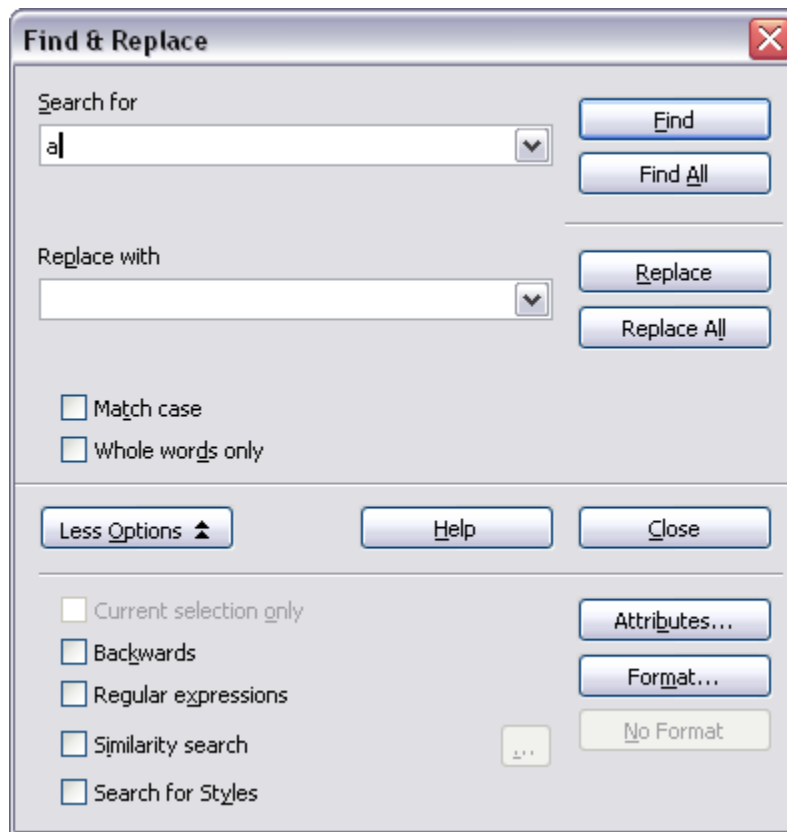 Find & Replace
Search for
a
Find
Find All
Replace with
Replace
Replace All
Match case
Whole words only
Less Options
Help
Close
Current selection only
Attributes...
Backwards
Format...
Regular expressions
No Format
Similarity search
...
Search for Styles